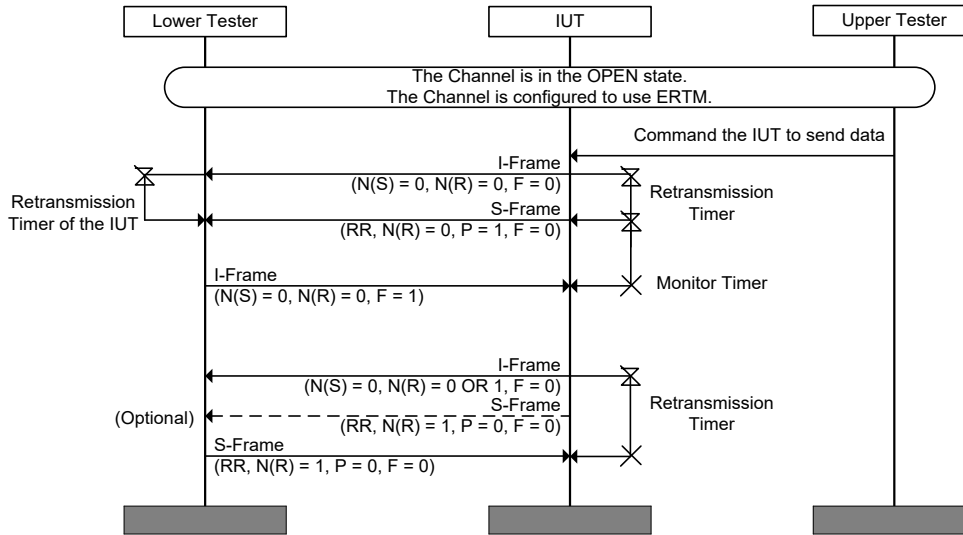 Lower Tester
IUT
Upper Tester
The Channel is in the OPEN state.
The Channel is configured to use ERTM.
Command the IUT to send data
I-Frame
(N(S) = 0, N(R) = 0, F = 0)
Retransmission
Timer of the IUT
Retransmission
Timer
S-Frame
(RR, N(R) = 0, P = 1, F = 0)
I-Frame
(N(S) = 0, N(R) = 0, F = 1)
Monitor Timer
I-Frame
(N(S) = 0, N(R) = 0 OR 1, F = 0)
S-Frame
(Optional)
(RR, N(R) = 1, P = 0, F = 0)
Retransmission
Timer
S-Frame
(RR, N(R) = 1, P = 0, F = 0)